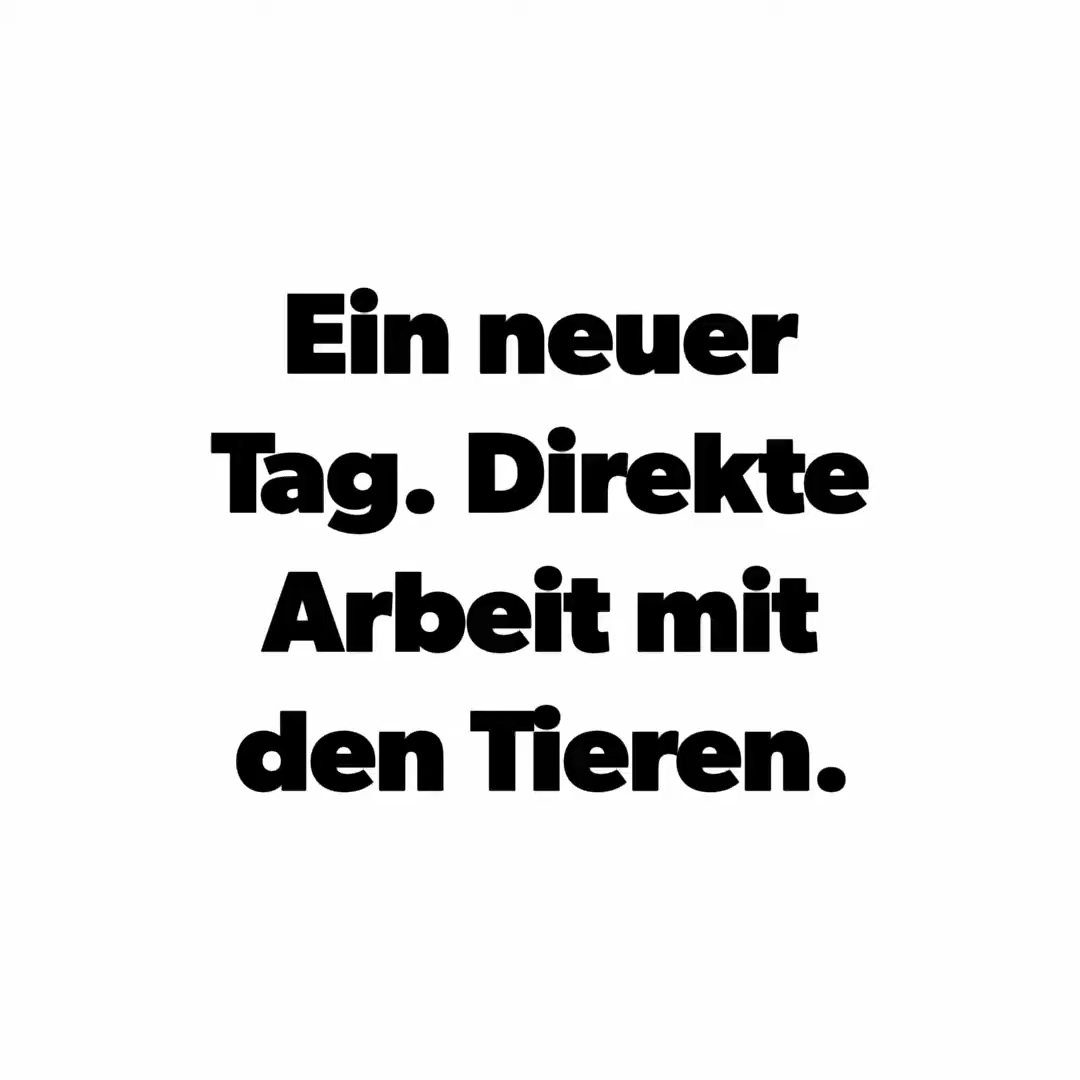 Ein neuer
Tag. Direkte
Arbeit mit
den Tieren.